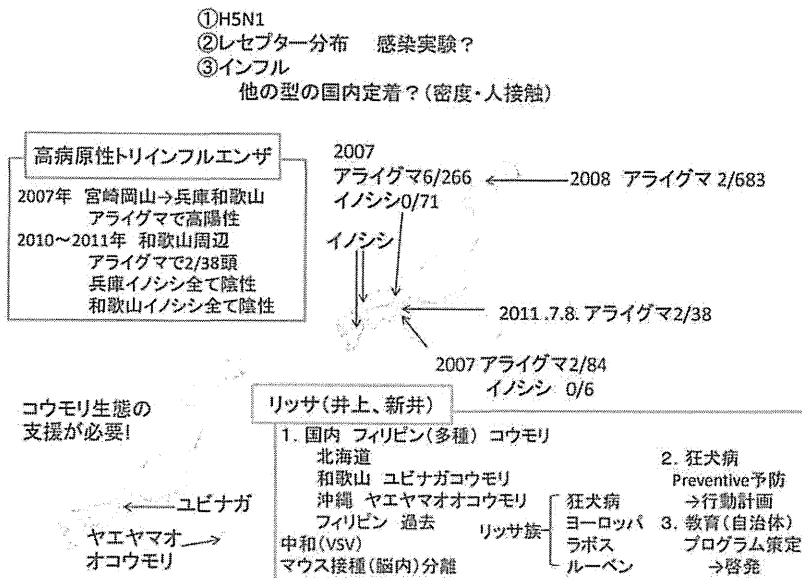 ①H5N1
②レセプター分布　感染実験？
③インフル
他の型の国内定着？(密度・人接触)
高病原性トリインフルエンザ
2007年 宮崎岡山→兵庫和歌山
アライグマで高陽性
2010～2011年 和歌山周辺
アライグマで2/38頭
兵庫イノシシ全て陰性
和歌山イノシシ全て陰性
2007
アライグマ6/266
イノシシ0/71
2008 アライグマ 2/683
イノシシ
2011.7.8. アライグマ2/38
2007 アライグマ2/84
イノシシ 0/6
コウモリ生態の
支援が必要!
ユビナガ
ヤエヤマオ
オコウモリ
リッサ(井上、新井)
1. 国内 フィリピン(多種) コウモリ
北海道
和歌山 ユビナガコウモリ
沖縄 ヤエヤマオオコウモリ
フィリピン 過去
中和(VSV)
マウス接種(脳内)分離
リッサ族
狂犬病
ヨーロッパ
ラボス
ルーベン
2. 狂犬病
Preventive予防
→行動計画
3. 教育(自治体)
プログラム策定
→啓発